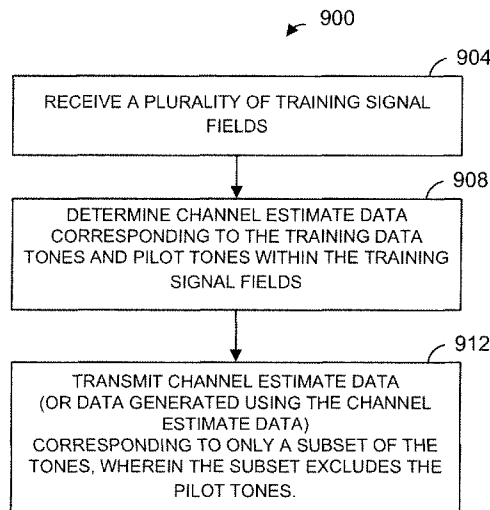 900
904
RECEIVE A PLURALITY OF TRAINING SIGNAL
FIELDS
908
DETERMINE CHANNEL ESTIMATE DATA
CORRESPONDING TO THE TRAINING DATA
TONES AND PILOT TONES WITHIN THE TRAINING
SIGNAL FIELDS
912
TRANSMIT CHANNEL ESTIMATE DATA
(OR DATA GENERATED USING THE CHANNEL
ESTIMATE DATA)
CORRESPONDING TO ONLY A SUBSET OF THE
TONES, WHEREIN THE SUBSET EXCLUDES THE
PILOT TONES.